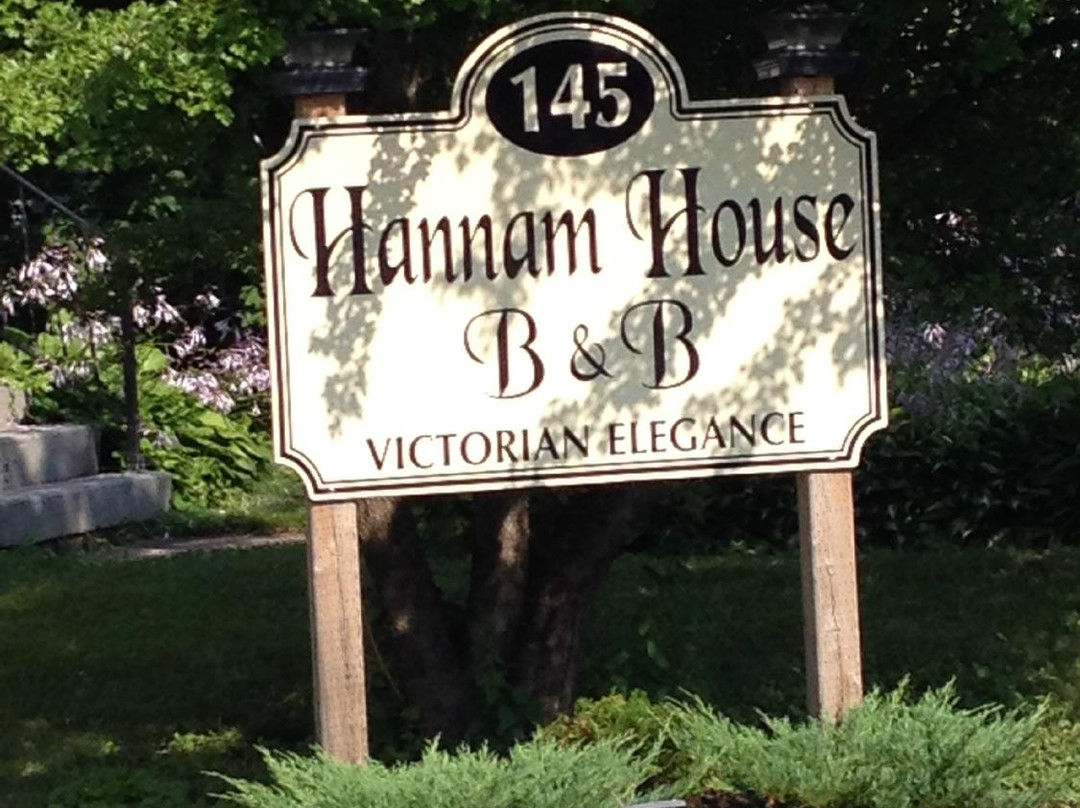 145
Hannam House
B & B
VICTORIAN ELEGANCE